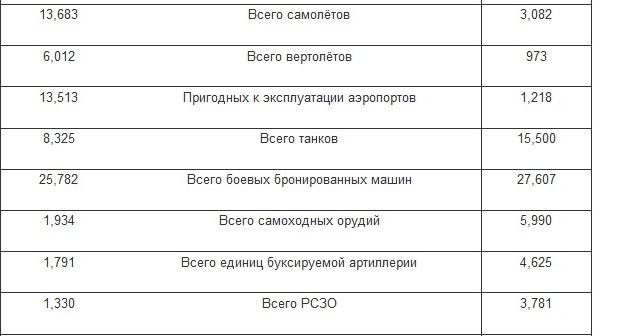 13,683 Всего самолётов 3,082
6,012 Всего вертолётов 973
13,513 Пригодных к эксплуатации аэропортов 1,218
8,325 Всего танков 15,500
25,782 Всего боевых бронированных машин 27,607
1,934 Всего самоходных орудий 5,990
1,791 Всего единиц буксируемой артиллерии 4,625
1,330 Всего РСЗО 3,781